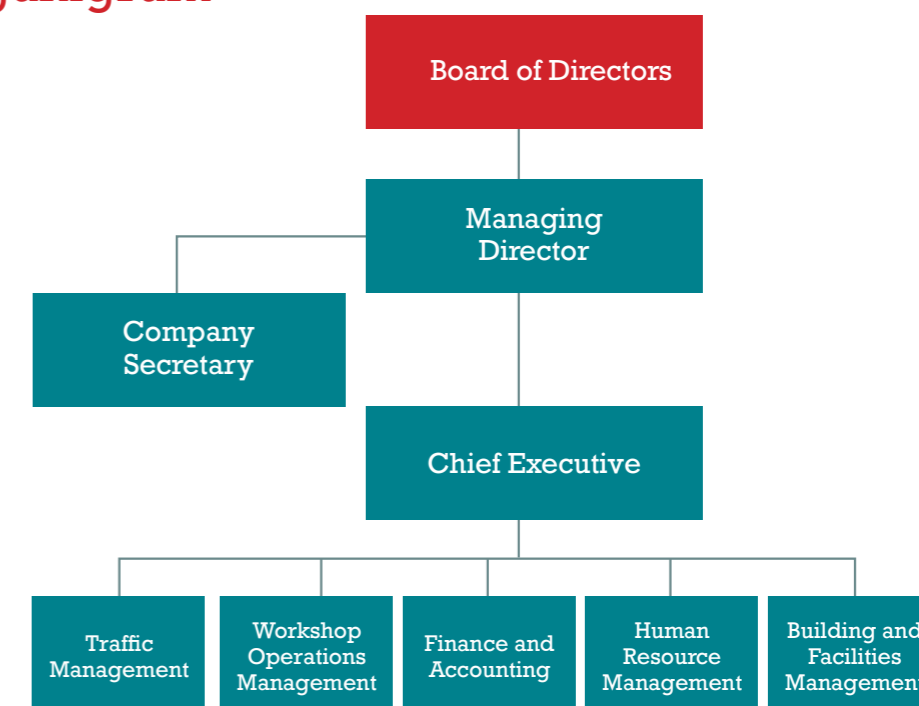 Board of Directors
Managing
Director
Company
Secretary
Chief Executive
Traffic
Management
Workshop
Operations
Management
Finance and
Accounting
Human
Resource
Management
Building and
Facilities
Management